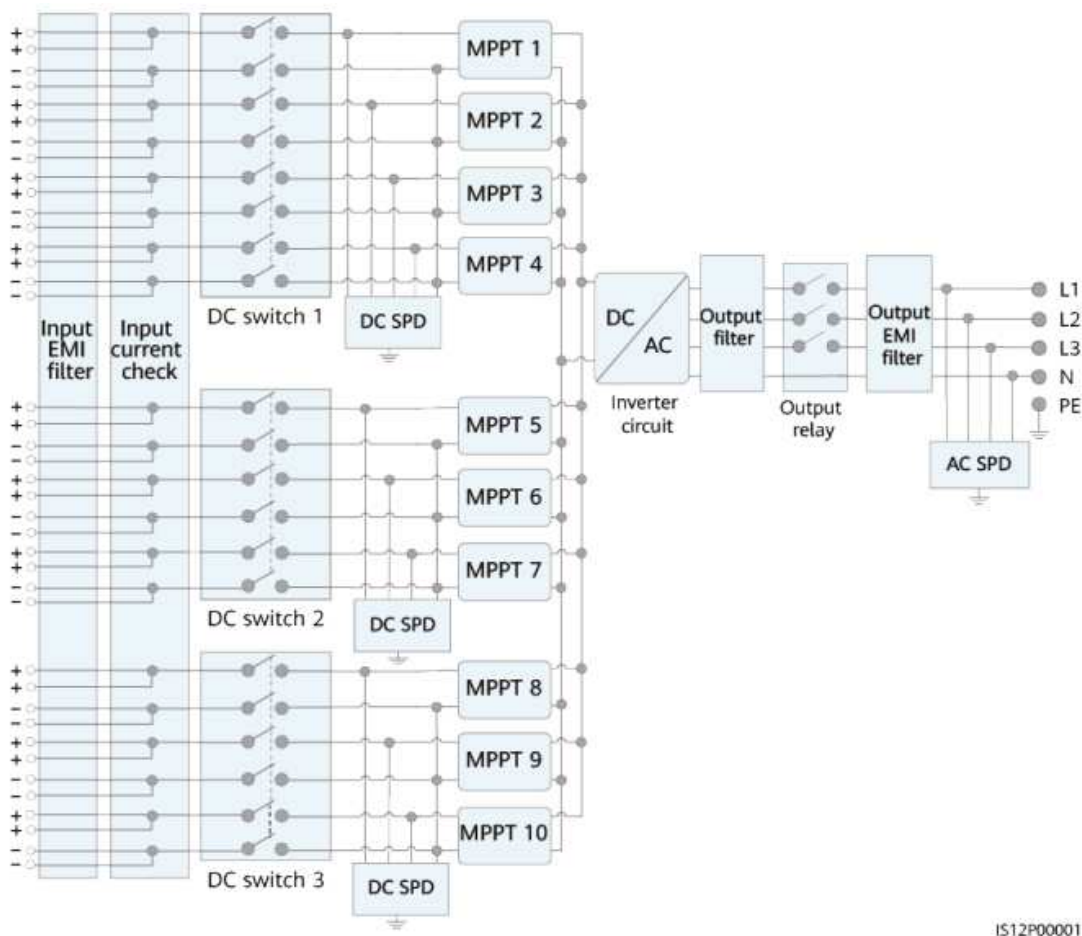 +
+
−
−
+
+
−
−
+
+
−
−
+
+
−
−
Input
EMI
filter
Input
current
check
DC switch 1
DC SPD
MPPT 1
MPPT 2
MPPT 3
MPPT 4
+
+
−
−
+
+
−
−
+
+
−
−
DC switch 2
DC SPD
MPPT 5
MPPT 6
MPPT 7
+
+
−
−
+
+
−
−
+
+
−
−
DC switch 3
DC SPD
MPPT 8
MPPT 9
MPPT 10
DC
AC
Inverter
circuit
Output
filter
Output
relay
Output
EMI
filter
L1
L2
L3
N
PE
AC SPD
IS12P00001